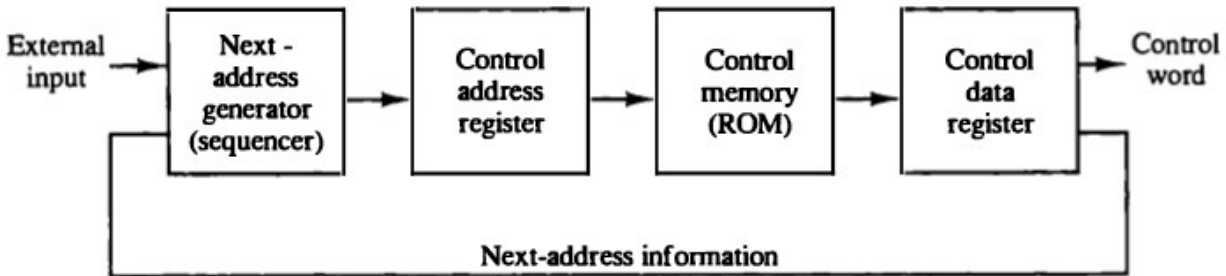 External
input
Next -
address
generator
(sequencer)
Control
address
register
Control
memory
(ROM)
Control
data
register
Control
word
Next-address information